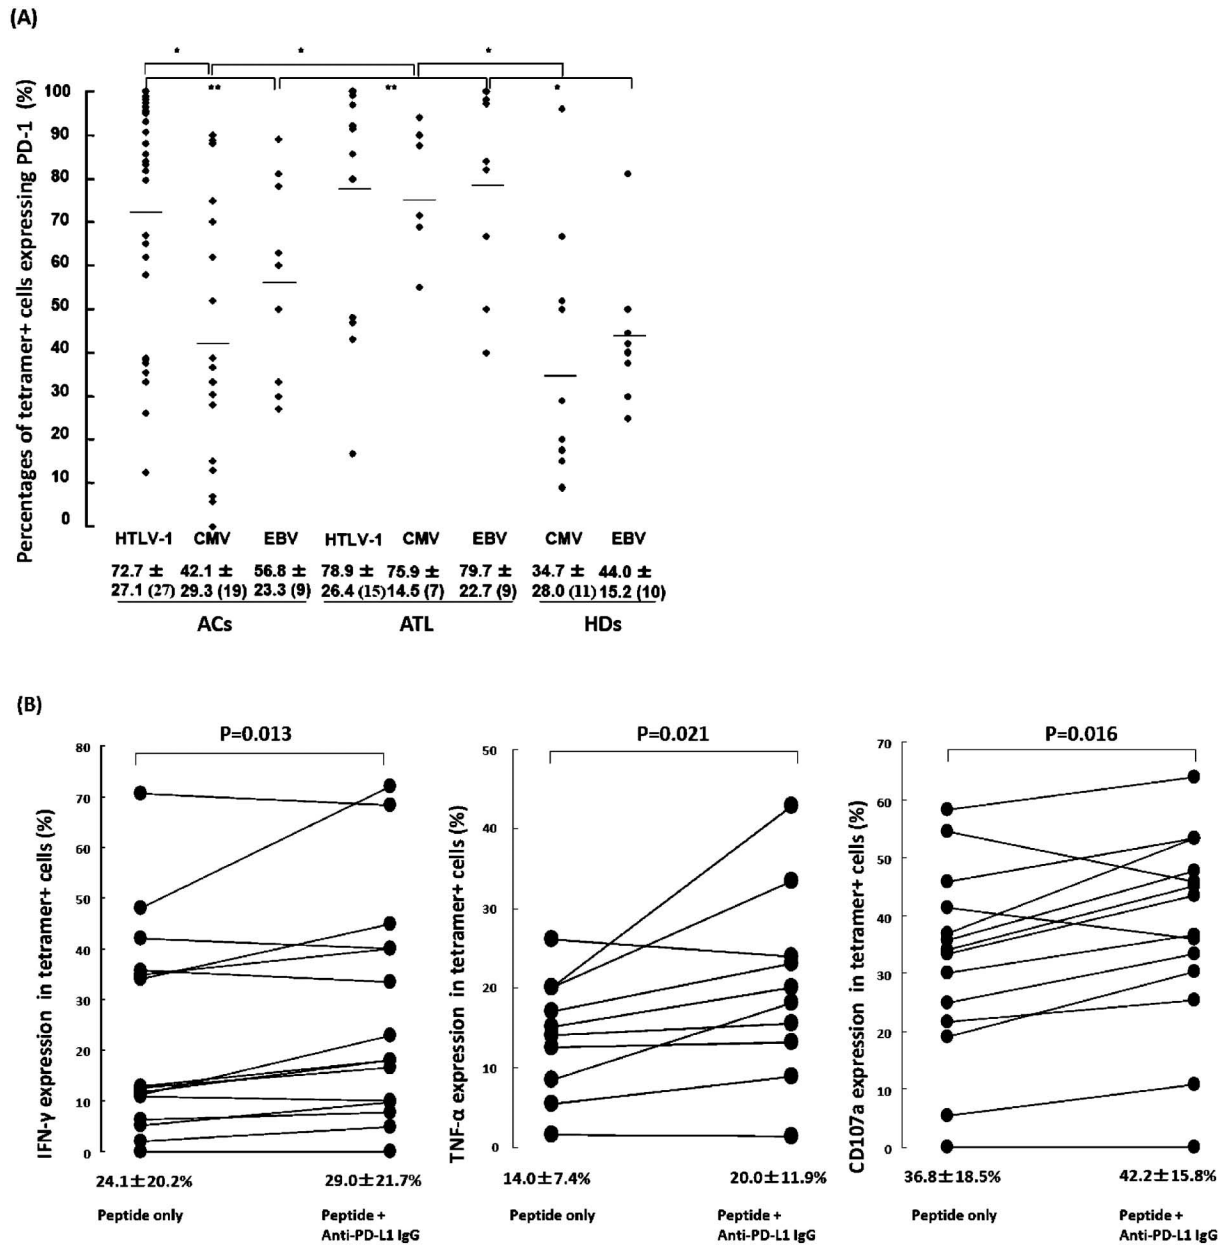 (A)
* * *
** ** *
Percentages of tetramer+ cells expressing PD-1 (%)
100
90
80
70
60
50
40
30
20
10
0
HTLV-1 CMV EBV HTLV-1 CMV EBV CMV EBV
72.7 ± 42.1 ± 56.8 ± 78.9 ± 75.9 ± 79.7 ± 34.7 ± 44.0 ±
27.1 (27) 29.3 (19) 23.3 (9) 26.4 (15) 14.5 (7) 22.7 (9) 28.0 (11) 15.2 (10)
ACs ATL HDs
(B)
P=0.013
IFN-γ expression in tetramer+ cells (%)
80
70
60
50
40
30
20
10
0
24.1±20.2% 29.0±21.7%
Peptide only Peptide +
Anti-PD-L1 IgG
P=0.021
TNF-α expression in tetramer+ cells (%)
50
40
30
20
10
0
14.0±7.4% 20.0±11.9%
Peptide only Peptide +
Anti-PD-L1 IgG
P=0.016
CD107a expression in tetramer+ cells (%)
70
60
50
40
30
20
10
0
36.8±18.5% 42.2±15.8%
Peptide only Peptide +
Anti-PD-L1 IgG